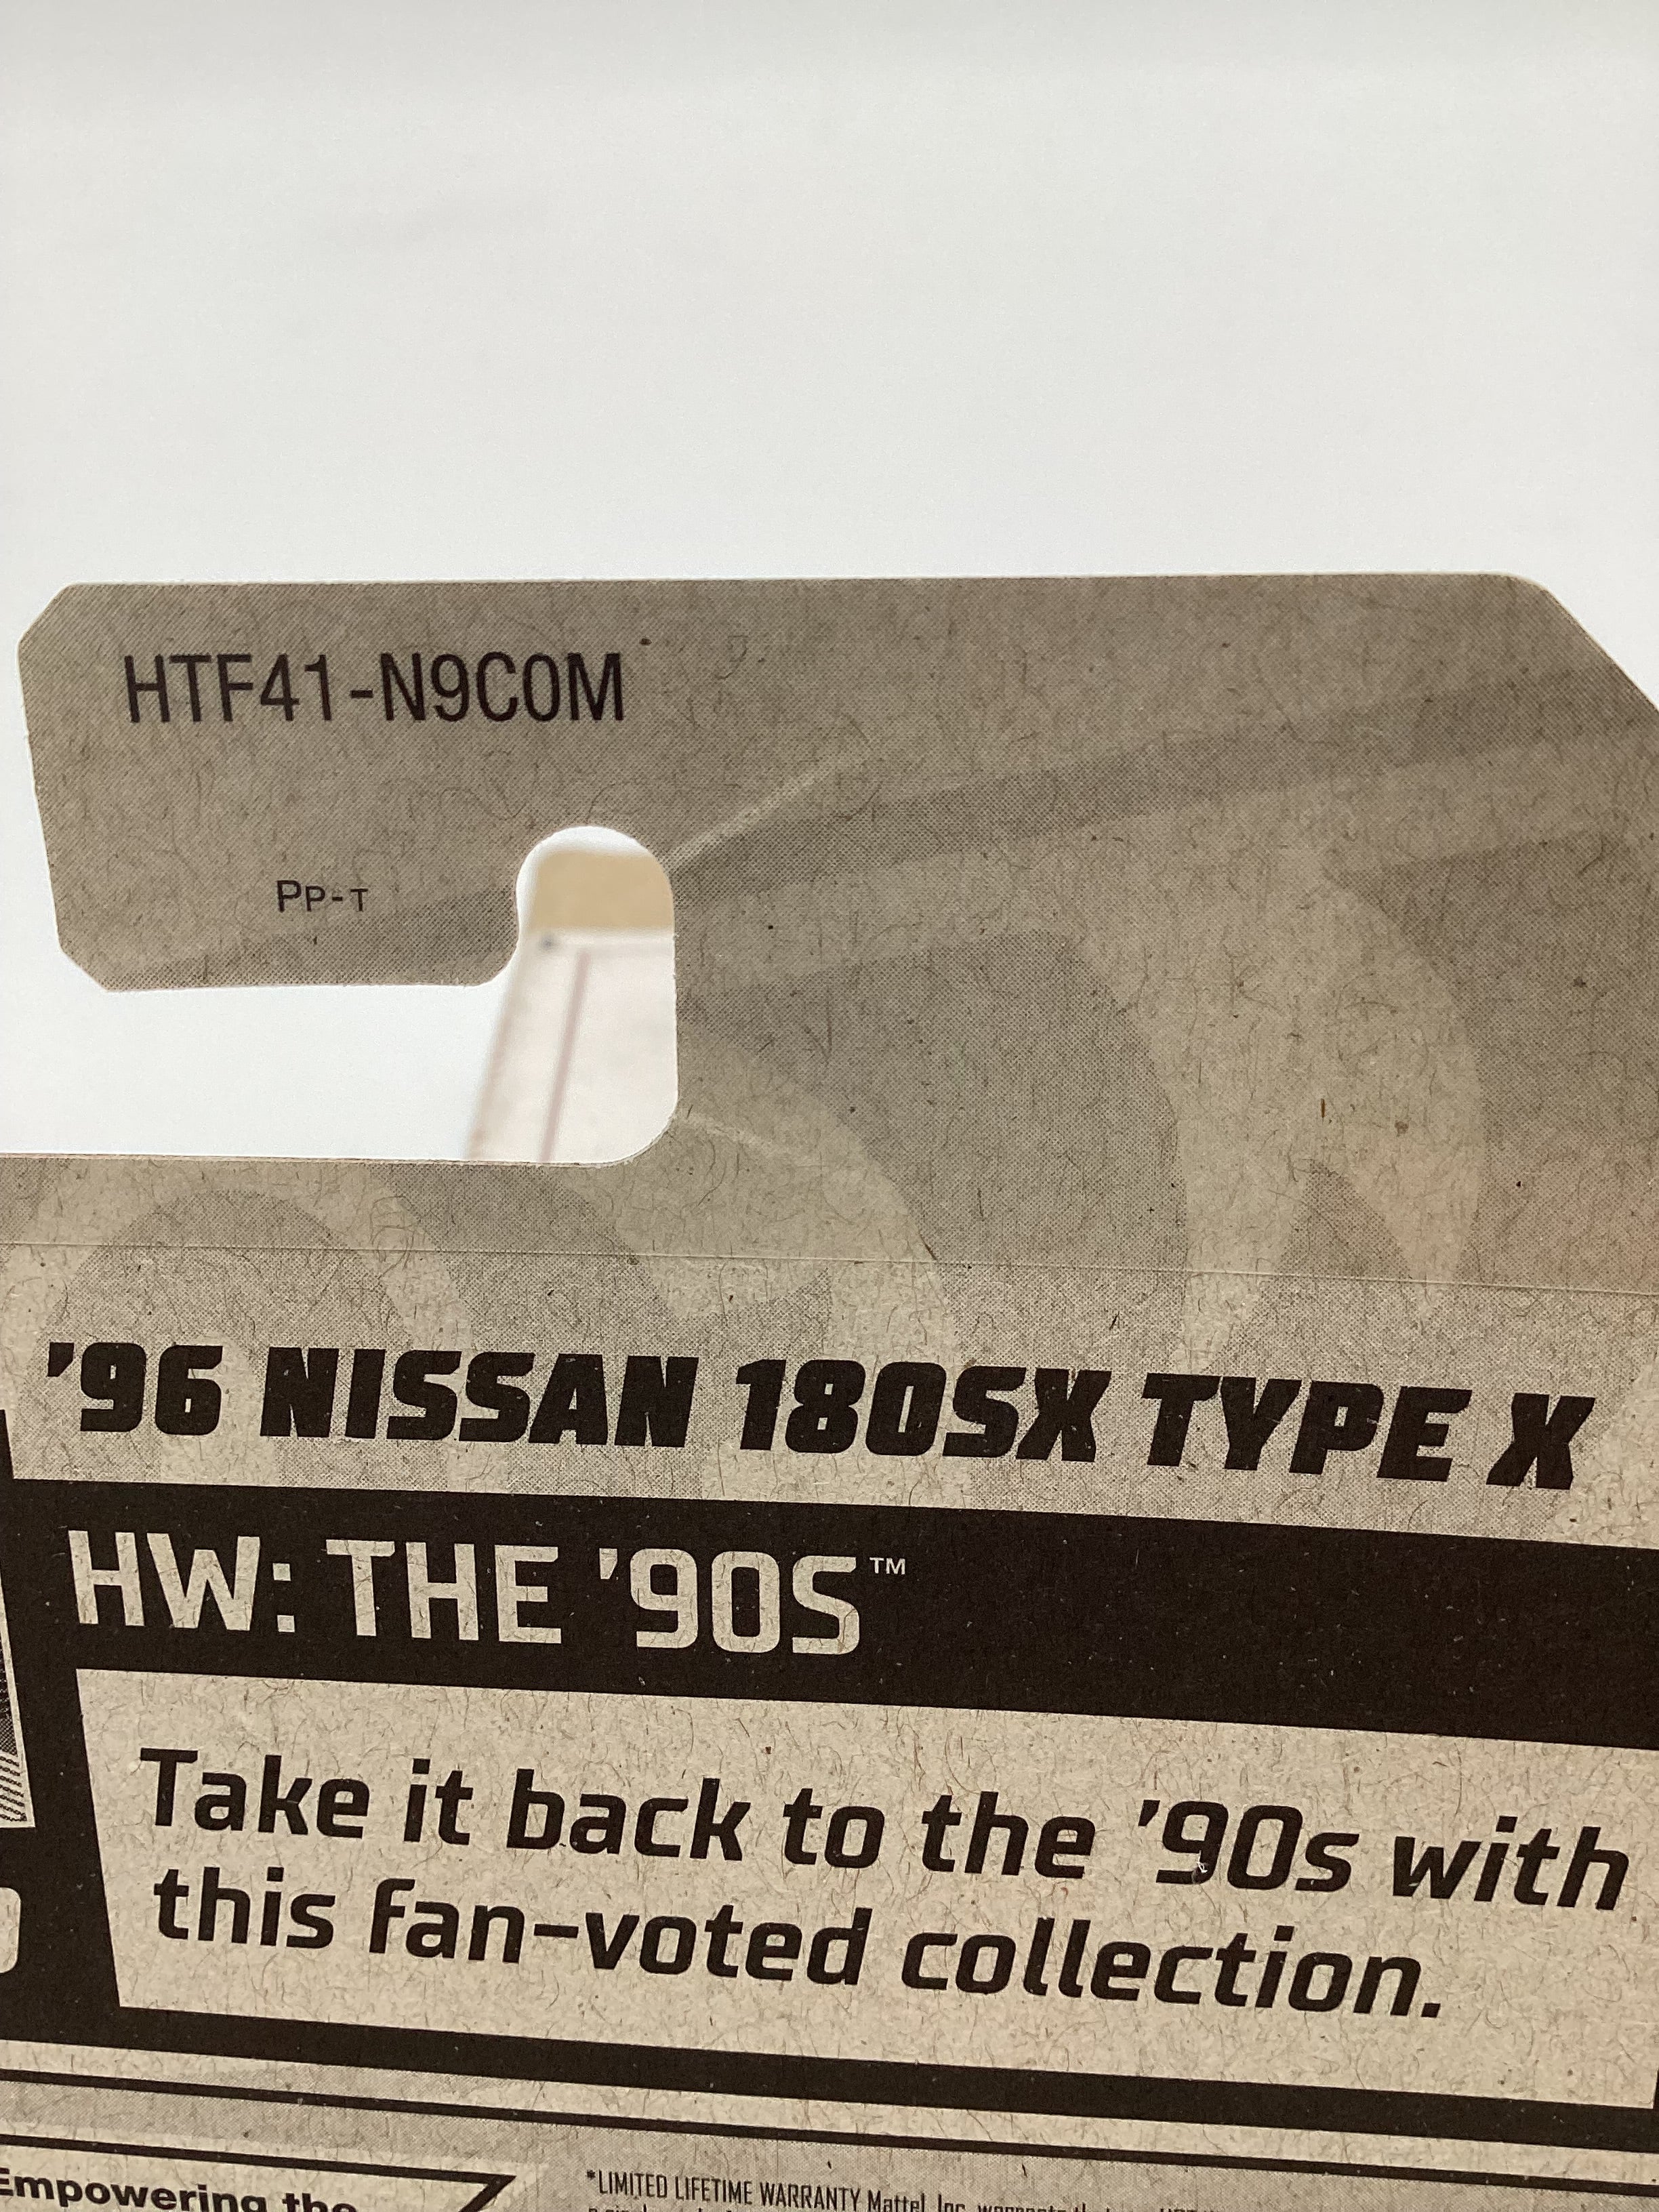 HTF41-N9C0M
PP-T
'96 NISSAN 180SX TYPE X
HW: THE '90S™
Take it back to the '90s with
this fan-voted collection.
Empowering the
*LIMITED LIFETIME WARRANTY Mattel, Inc. warrants